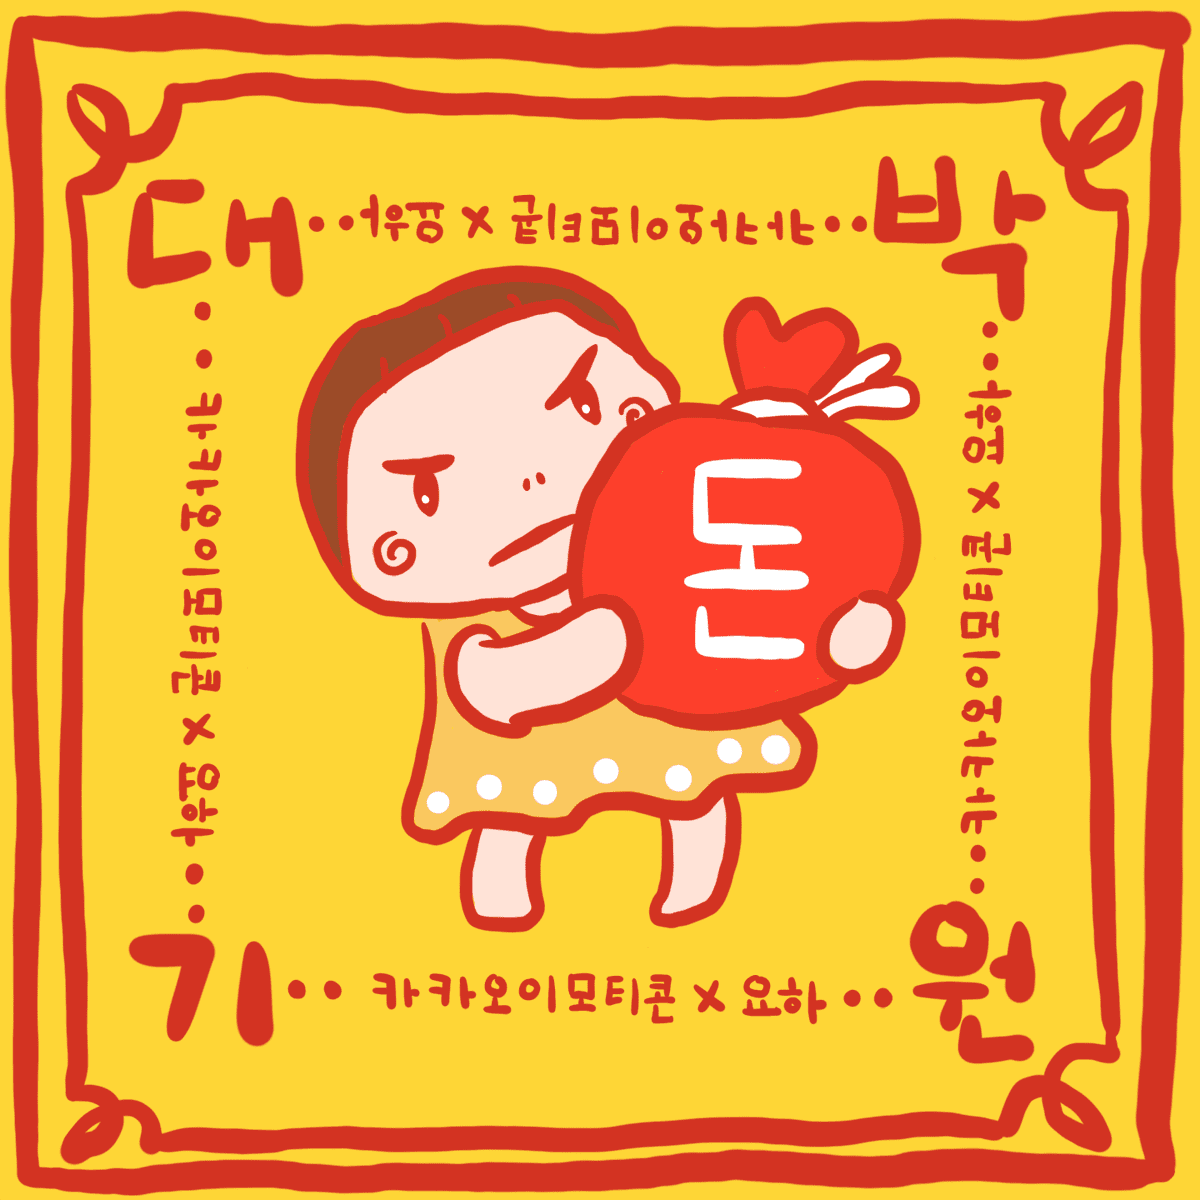 대 ·· 카카오이모티콘 x 요하 ·· 박
카카오이모티콘 x 요하
돈
카카오이모티콘 x 요하
기 ·· 카카오이모티콘 x 요하 ·· 원